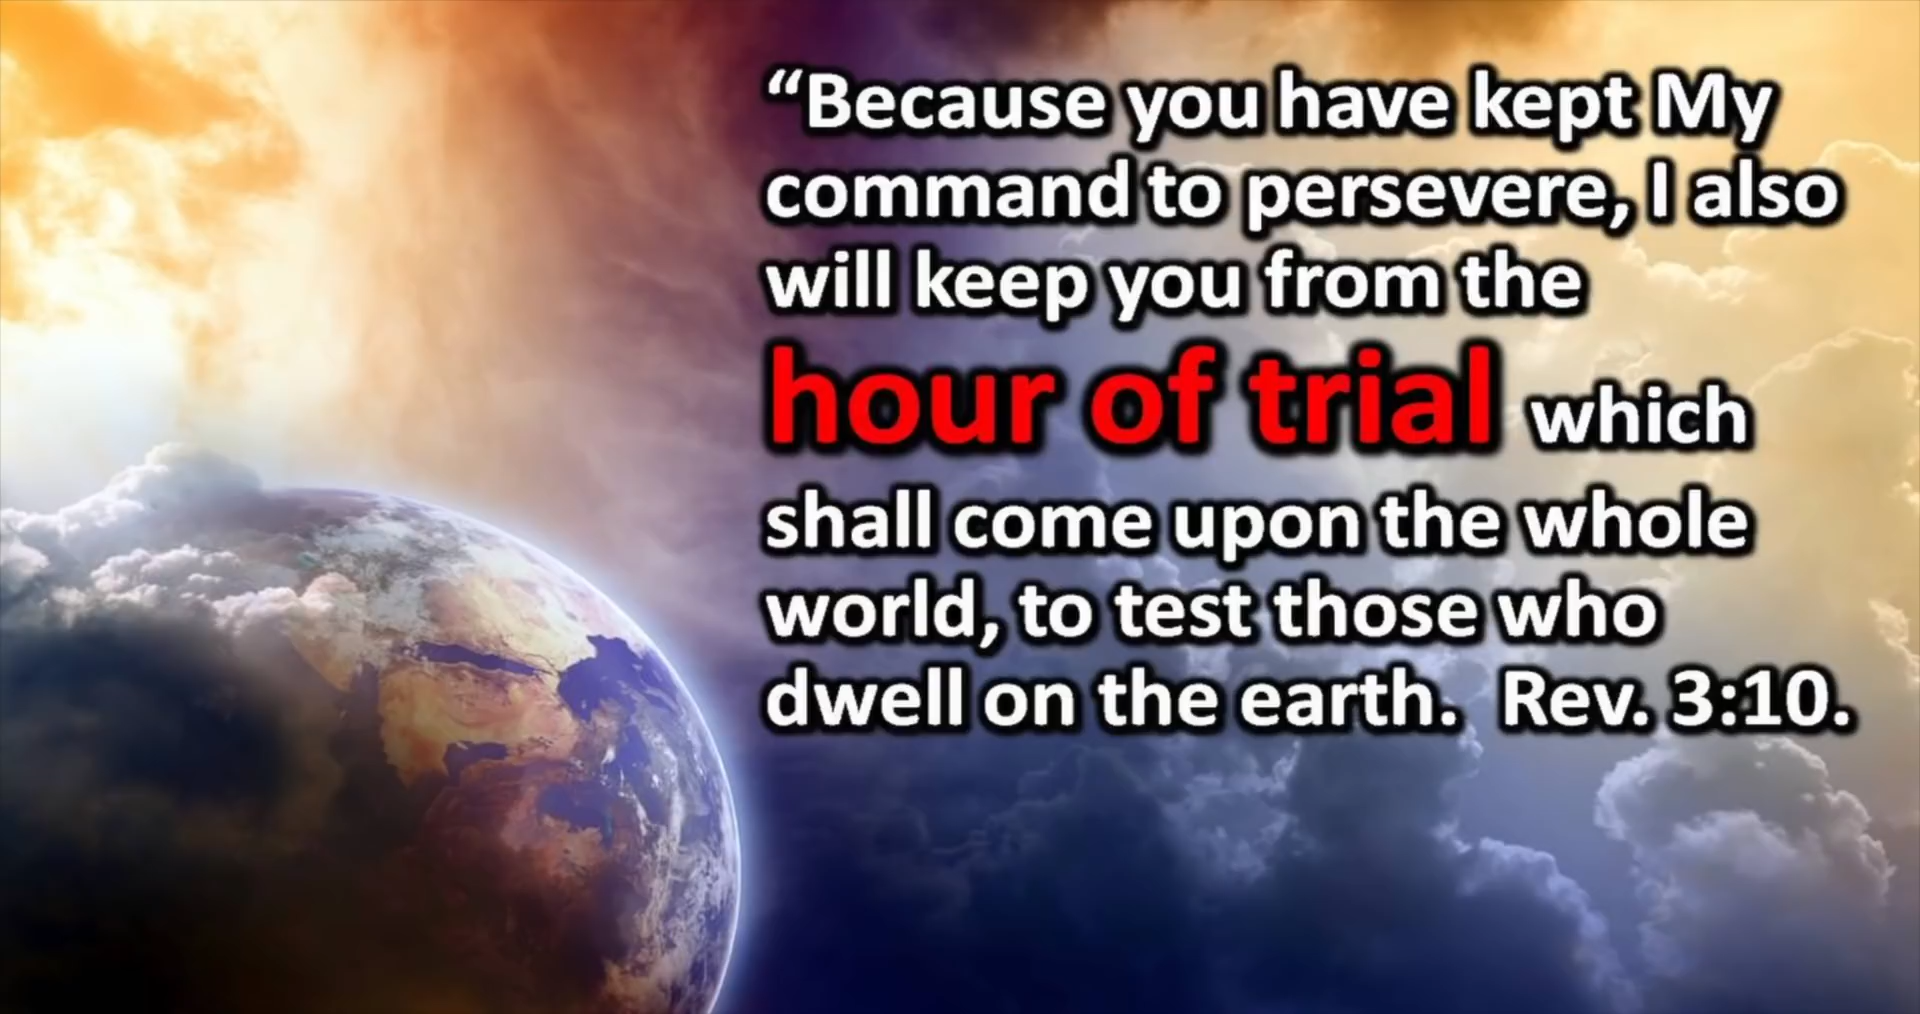 “Because you have kept My
command to persevere, I also
will keep you from the
hour of trial which
shall come upon the whole
world, to test those who
dwell on the earth. Rev. 3:10.